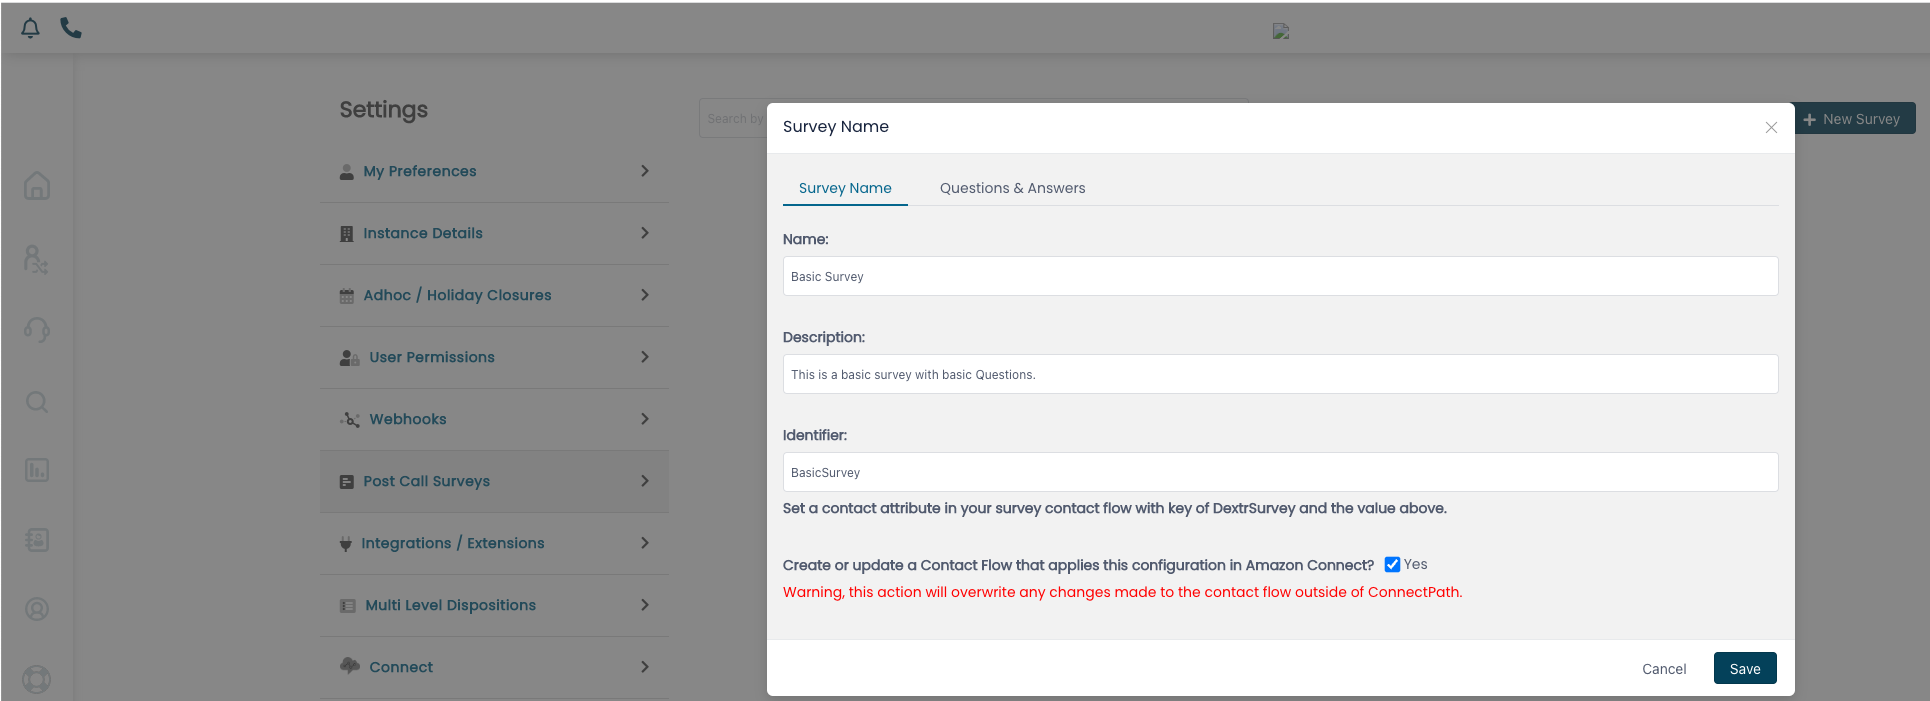 Settings
Search by
New Survey
My Preferences
Instance Details
Adhoc / Holiday Closures
User Permissions
Webhooks
Post Call Surveys
Integrations / Extensions
Multi Level Dispositions
Connect
Survey Name
Survey Name
Questions & Answers
Name:
Basic Survey
Description:
This is a basic survey with basic Questions.
Identifier:
BasicSurvey
Set a contact attribute in your survey contact flow with key of DextrSurvey and the value above.
Create or update a Contact Flow that applies this configuration in Amazon Connect? Yes
Warning, this action will overwrite any changes made to the contact flow outside of ConnectPath.
Cancel
Save